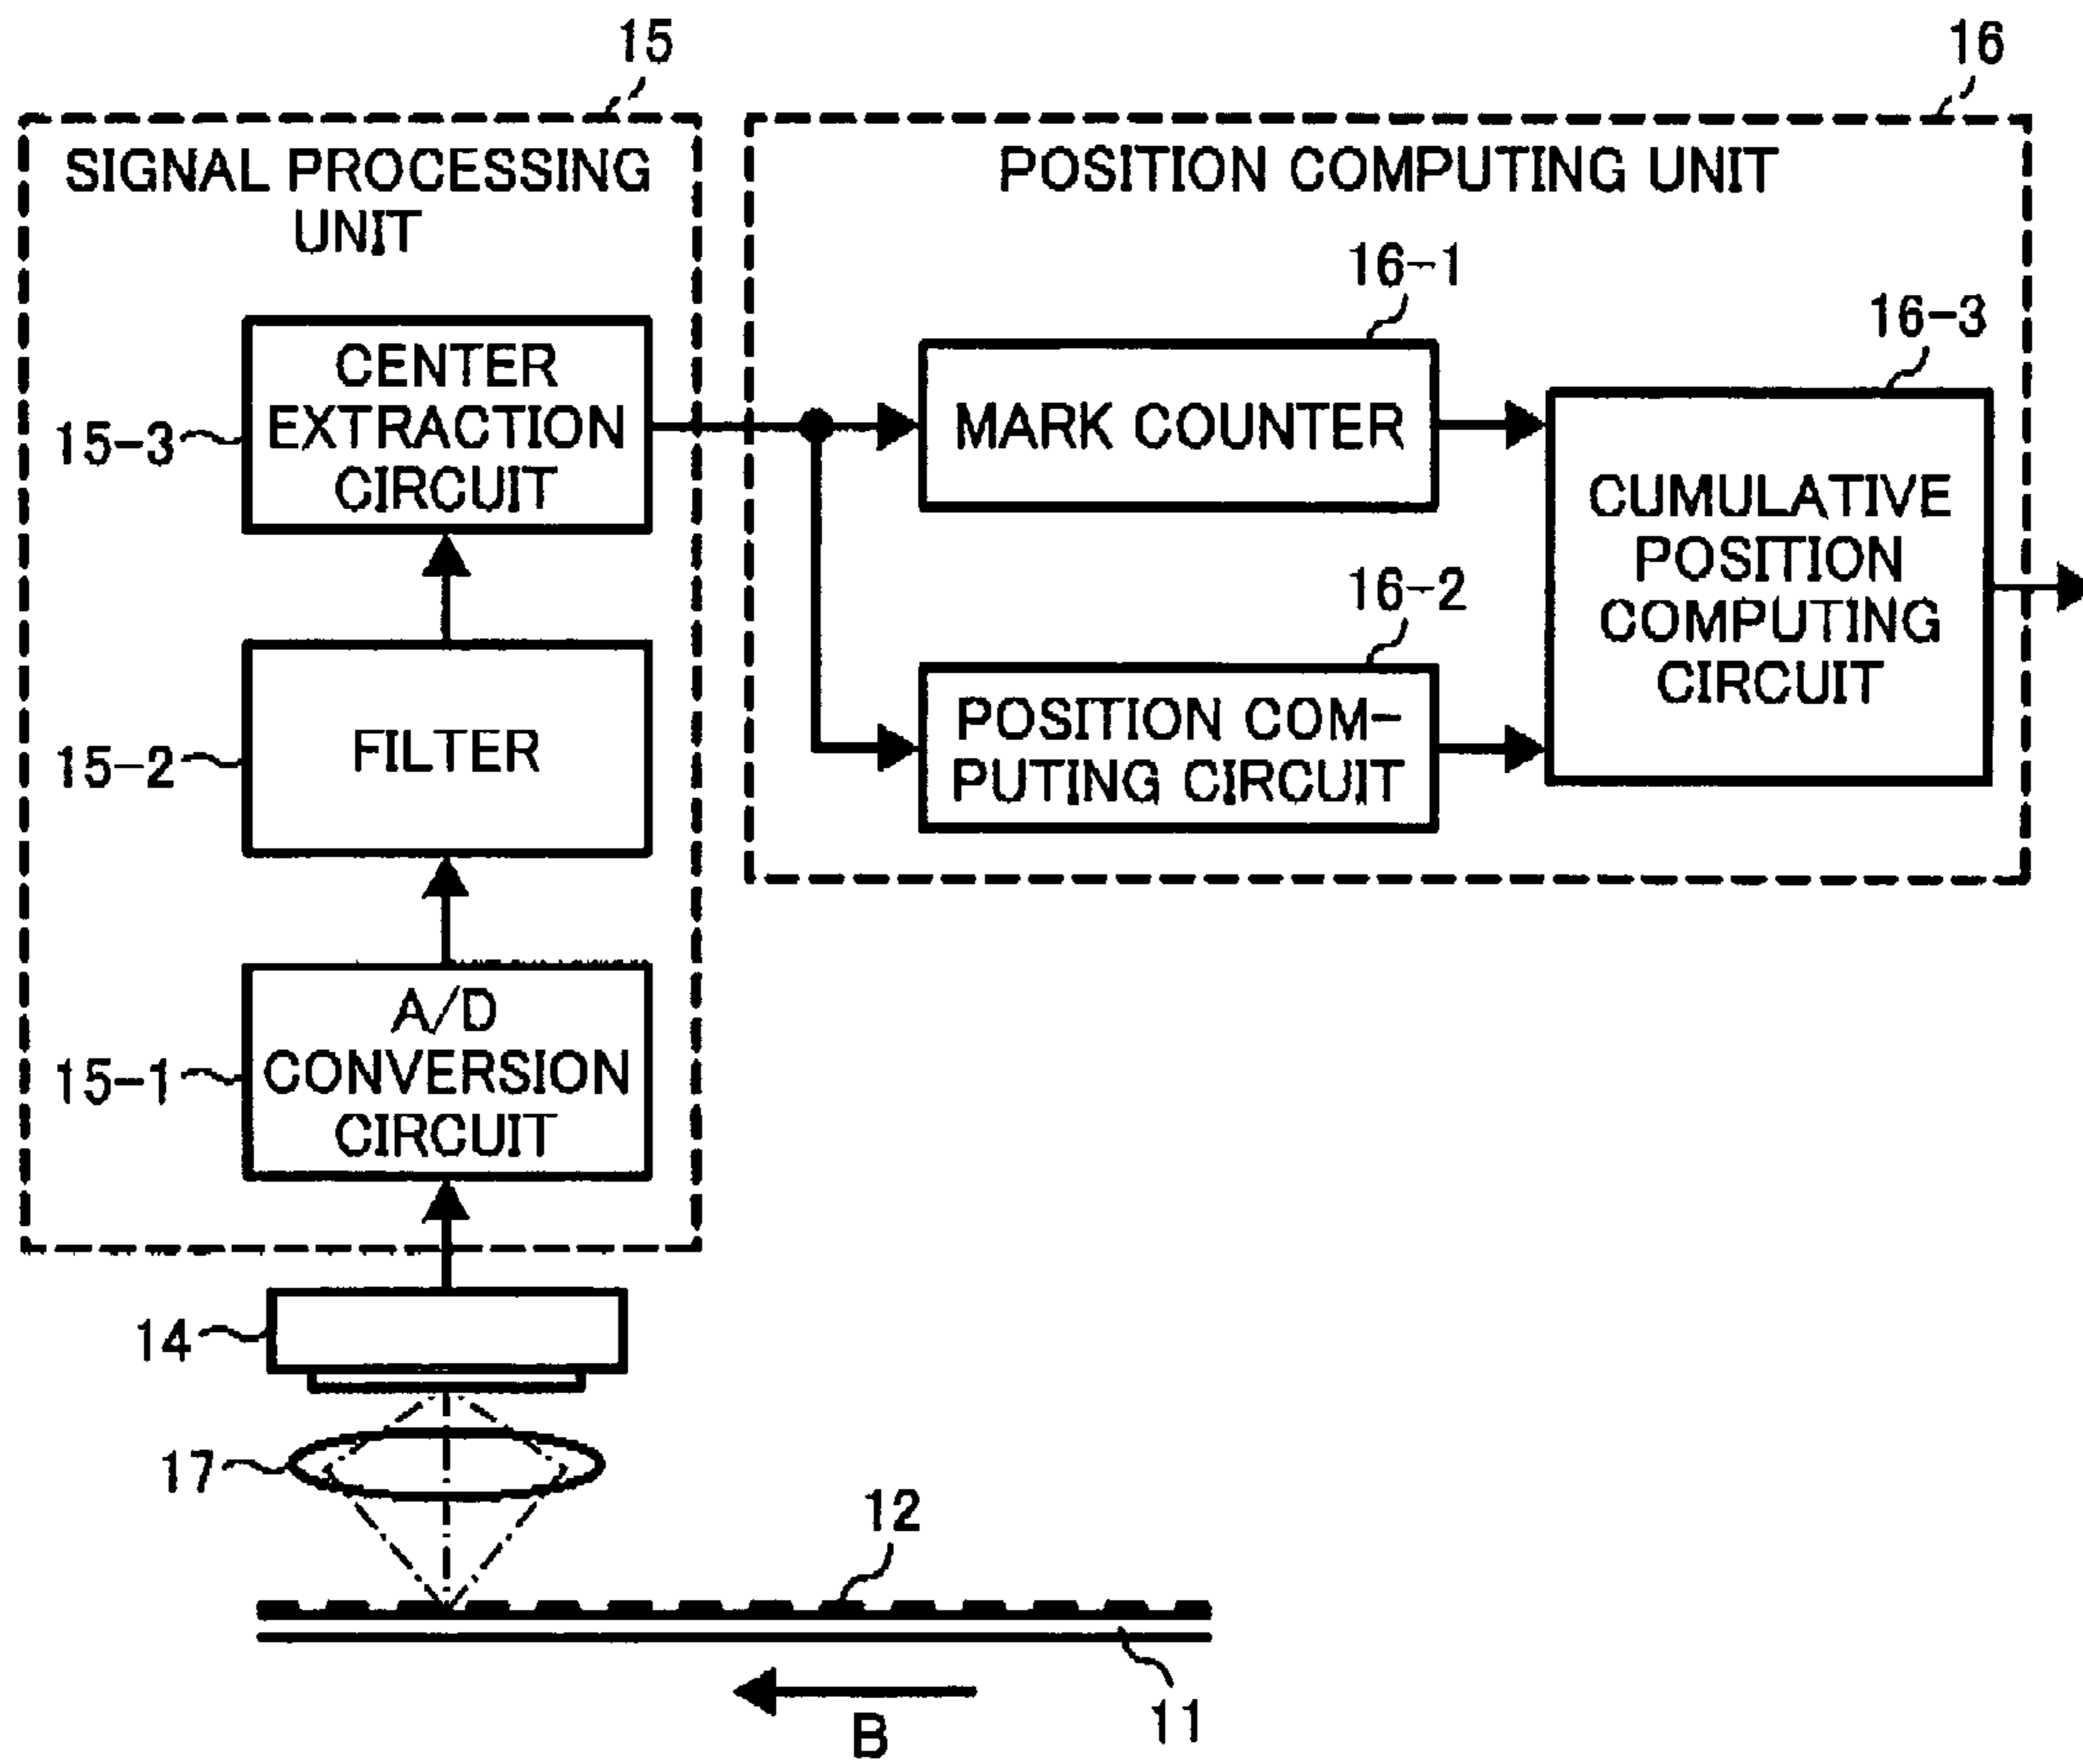 15
16
SIGNAL PROCESSING
UNIT
POSITION COMPUTING UNIT
16-1
16-3
CENTER
EXTRACTION
CIRCUIT
15-3
MARK COUNTER
CUMULATIVE
POSITION
COMPUTING
CIRCUIT
16-2
POSITION COM-
PUTING CIRCUIT
15-2
FILTER
A/D
CONVERSION
CIRCUIT
15-1
14
17
12
11
B